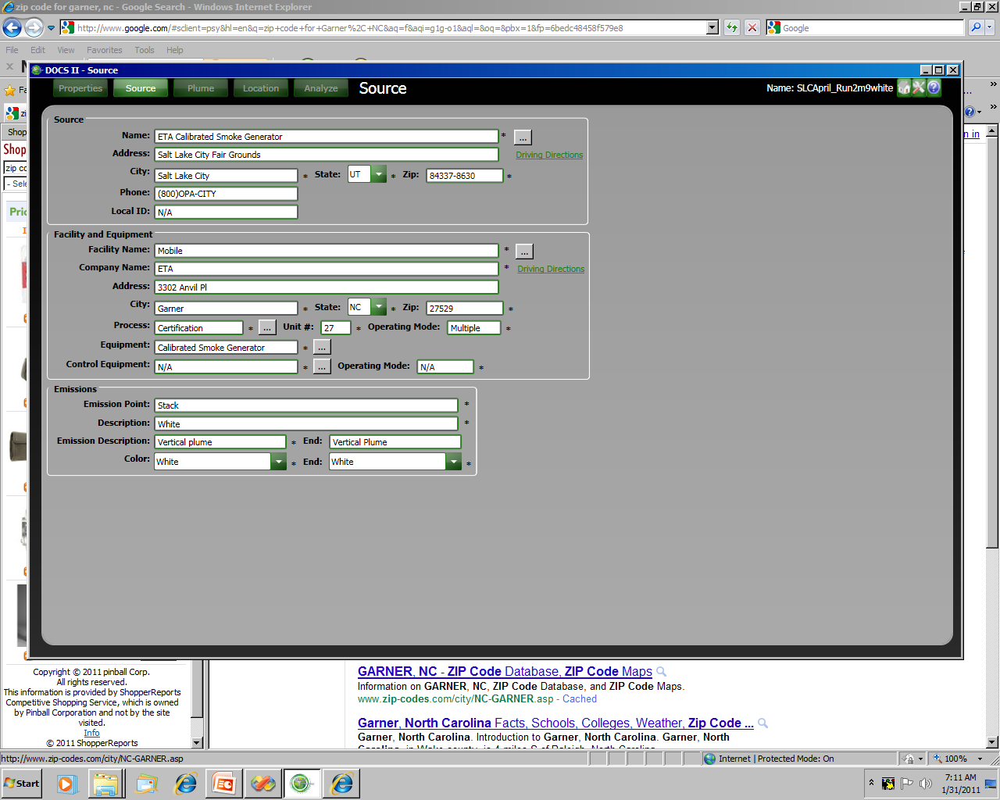 zip code for garner, nc - Google Search - Windows Internet Explorer
http://www.google.com/#sclient=psy&hl=en&q=zip+code+for+Garner%2C+NC&aq=f&aqi=g1g-o1&aql=&oq=&pbx=1&fp=6bedc48458f579e8
Google
File Edit View Favorites Tools Help
DOCS II - Source
Properties Source Plume Location Analyze Source Name: SLCApril_Run2m9white
Source
Name: ETA Calibrated Smoke Generator * ...
Address: Salt Lake City Fair Grounds Driving Directions
City: Salt Lake City * State: UT * Zip: 84337-8630 *
Phone: (800)OPA-CITY
Local ID: N/A
Facility and Equipment
Facility Name: Mobile * ...
Company Name: ETA * Driving Directions
Address: 3302 Anvil Pl
City: Garner * State: NC * Zip: 27529 *
Process: Certification * ... Unit #: 27 * Operating Mode: Multiple *
Equipment: Calibrated Smoke Generator * ...
Control Equipment: N/A * ... Operating Mode: N/A *
Emissions
Emission Point: Stack *
Description: White *
Emission Description: Vertical plume * End: Vertical Plume
Color: White * End: White *
Copyright © 2011 pinball Corp.
All rights reserved.
This information is provided by ShopperReports
Competitive Shopping Service, which is owned
by Pinball Corporation and not by the site
visited.
Info
© 2011 ShopperReports
GARNER, NC - ZIP Code Database, ZIP Code Maps
Information on GARNER, NC, ZIP Code Database, and ZIP Code Maps.
www.zip-codes.com/city/NC-GARNER.asp - Cached
Garner, North Carolina Facts, Schools, Colleges, Weather, Zip Code ...
Garner, North Carolina. Introduction to Garner, North Carolina. Garner, North
http://www.zip-codes.com/city/NC-GARNER.asp
Internet | Protected Mode: On
100%
Start
7:11 AM
1/31/2011